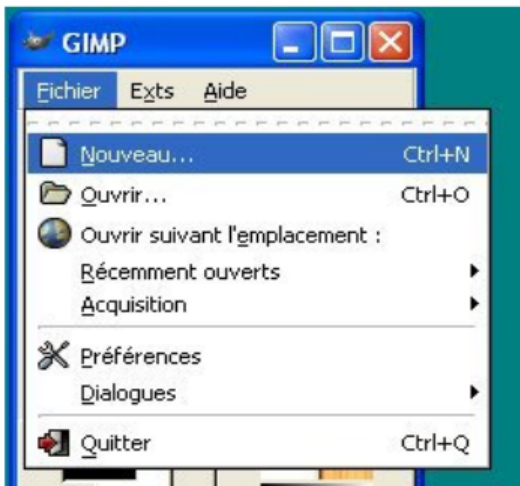 GIMP
Fichier Exts Aide
Nouveau... Ctrl+N
Ouvrir... Ctrl+O
Ouvrir suivant l'emplacement :
Récemment ouverts
Acquisition
Préférences
Dialogues
Quitter Ctrl+Q